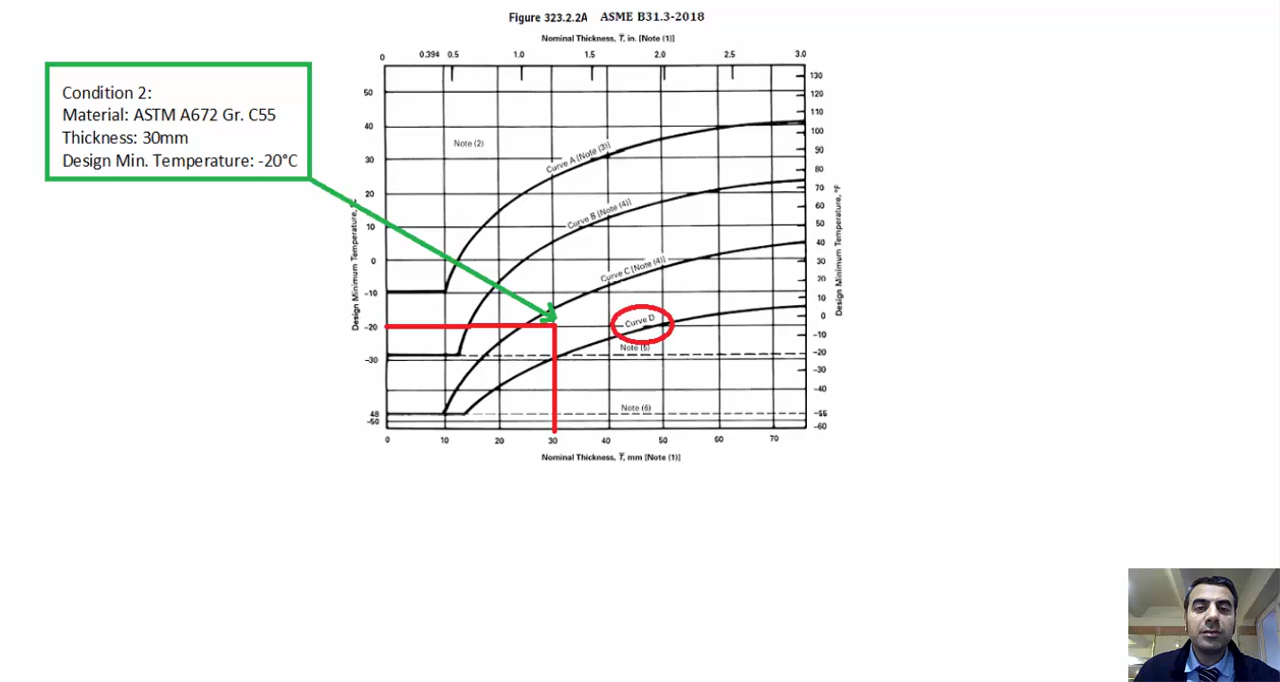 Figure 323.2.2A ASME B31.3-2018
Nominal Thickness, T̅, in. [Note (1)]
0 0.394 0.5 1.0 1.5 2.0 2.5 3.0
Condition 2:
Material: ASTM A672 Gr. C55
Thickness: 30mm
Design Min. Temperature: -20°C
50
40
30
20
10
0
–10
–20
–30
48
–50
Design Minimum Temperature,
Note (2)
Curve A [Note (3)]
Curve B [Note (4)]
Curve C [Note (4)]
Curve D
Note (5)
Note (6)
130
120
110
100
90
80
70
60
50
40
30
20
10
0
–10
–20
–30
–40
–55
–60
Design Minimum Temperature, °F
0 10 20 30 40 50 60 70
Nominal Thickness, T̅, mm [Note (1)]